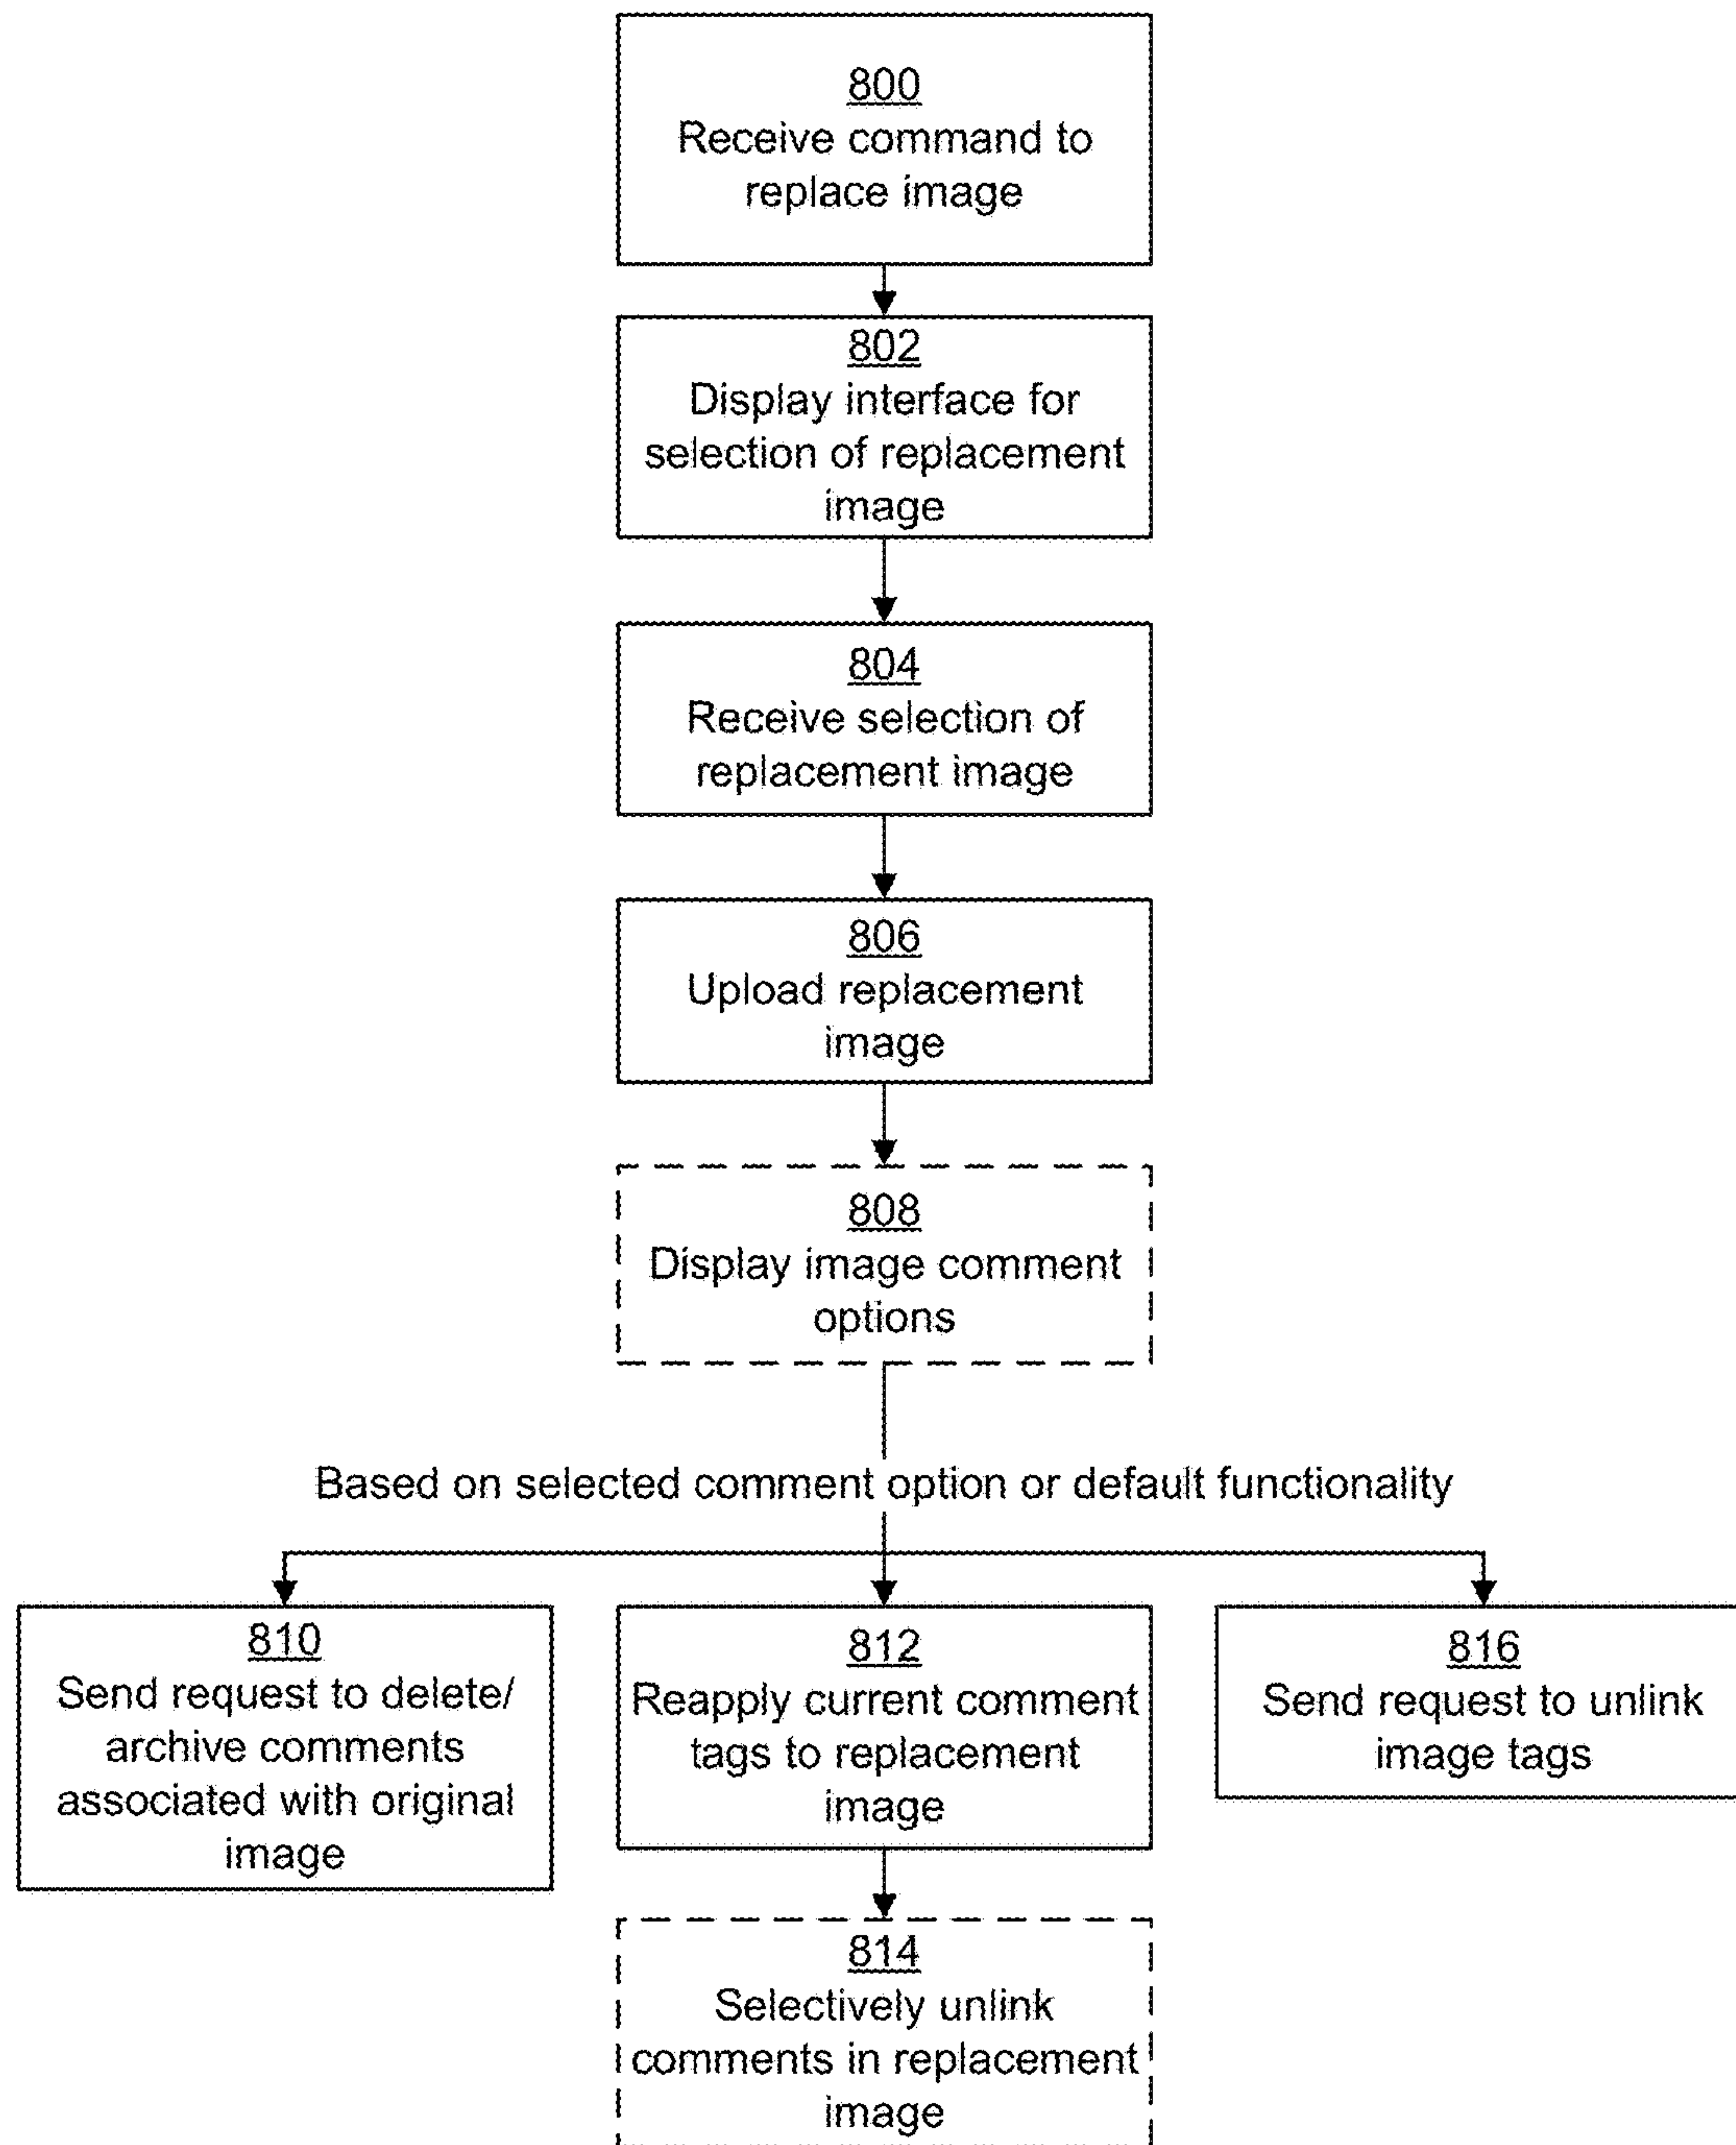 800
Receive command to
replace image
802
Display interface for
selection of replacement
image
804
Receive selection of
replacement image
806
Upload replacement
image
808
Display image comment
options
Based on selected comment option or default functionality
810
Send request to delete/
archive comments
associated with original
image
812
Reapply current comment
tags to replacement
image
816
Send request to unlink
image tags
814
Selectively unlink
comments in replacement
image